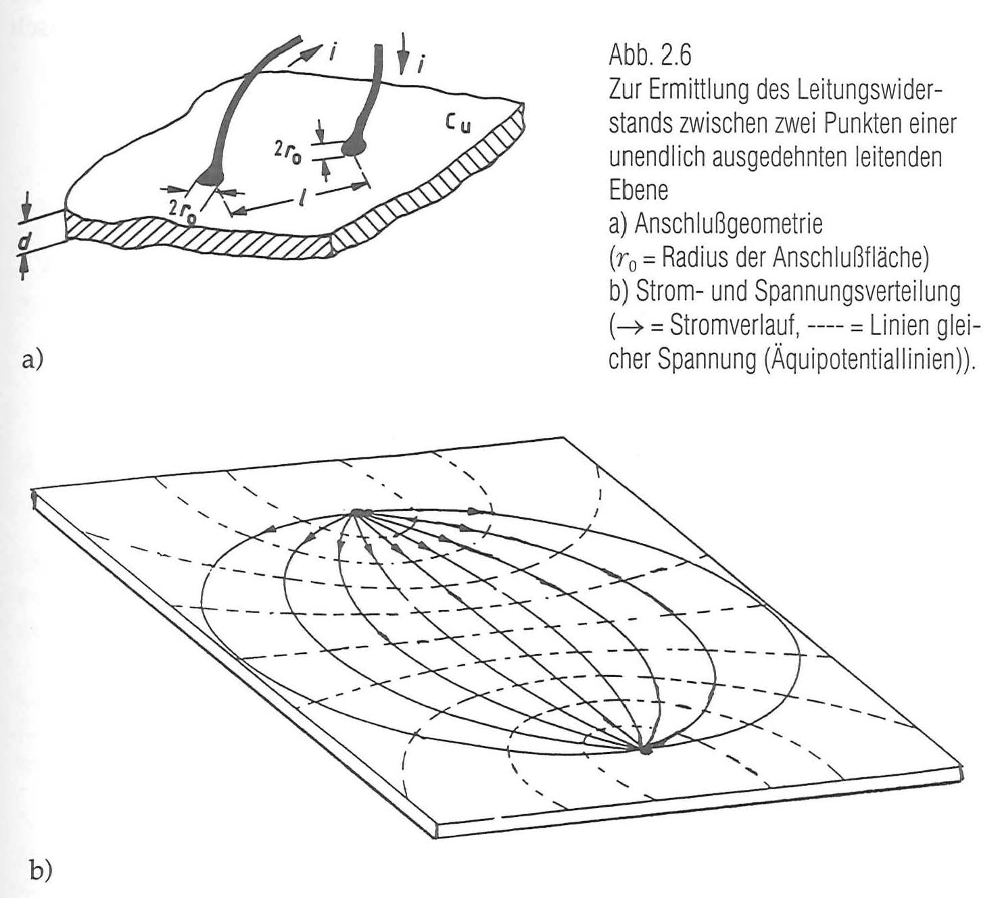 i
i
Cu
2r₀
l
2r₀
d
a)
Abb. 2.6
Zur Ermittlung des Leitungswider-
stands zwischen zwei Punkten einer
unendlich ausgedehnten leitenden
Ebene
a) Anschlußgeometrie
(r₀ = Radius der Anschlußfläche)
b) Strom- und Spannungsverteilung
(→ = Stromverlauf, ---- = Linien glei-
cher Spannung (Äquipotentiallinien)).
b)